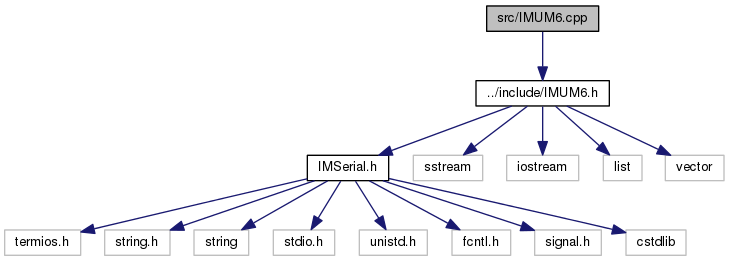 src/IMUM6.cpp
../include/IMUM6.h
IMSerial.h
sstream
iostream
list
vector
termios.h
string.h
string
stdio.h
unistd.h
fcntl.h
signal.h
cstdlib